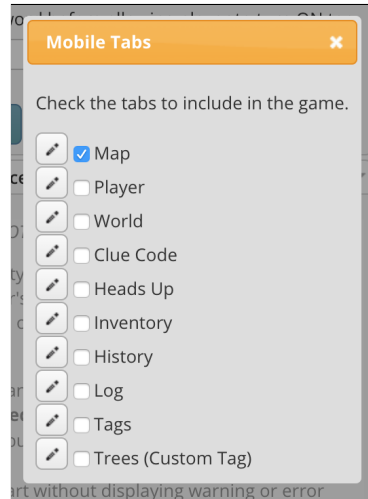 Mobile Tabs
Check the tabs to include in the game.
Map
Player
World
Clue Code
Heads Up
Inventory
History
Log
Tags
Trees (Custom Tag)
art without displaying warning or error